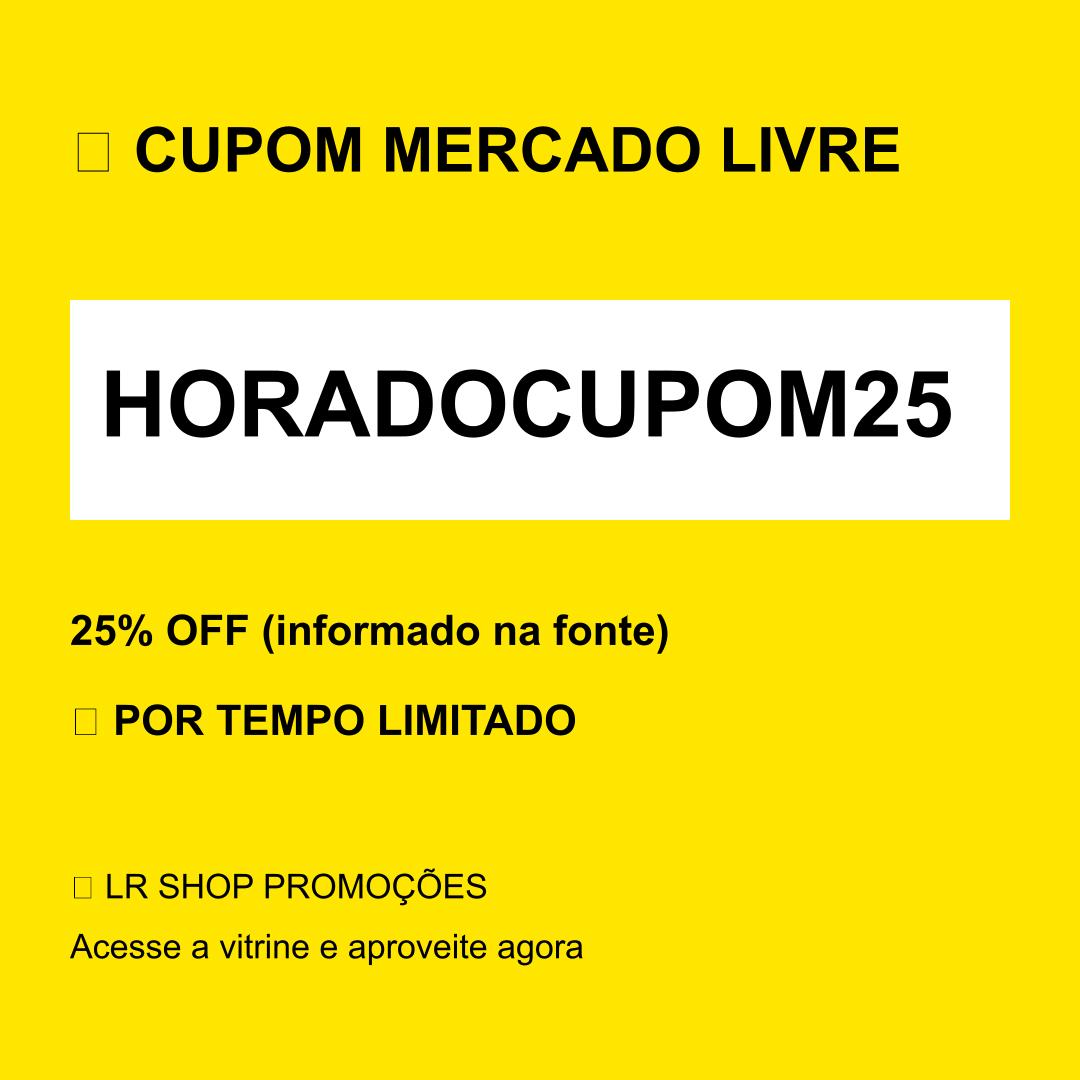 CUPOM MERCADO LIVRE
HORADOCUPOM25
25% OFF (informado na fonte)
POR TEMPO LIMITADO
LR SHOP PROMOÇÕES
Acesse a vitrine e aproveite agora